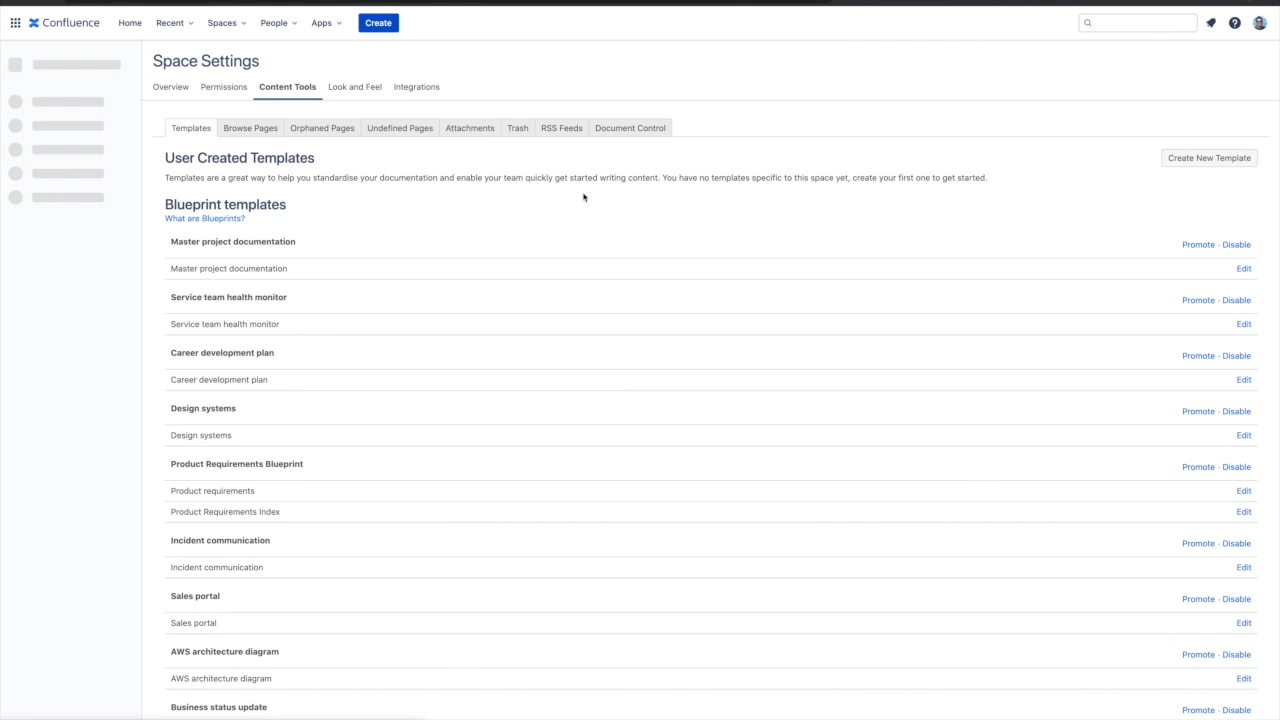 Confluence Home Recent Spaces People Apps Create
Space Settings
Overview Permissions Content Tools Look and Feel Integrations
Templates Browse Pages Orphaned Pages Undefined Pages Attachments Trash RSS Feeds Document Control
User Created Templates Create New Template
Templates are a great way to help you standardise your documentation and enable your team quickly get started writing content. You have no templates specific to this space yet, create your first one to get started.
Blueprint templates
What are Blueprints?
Master project documentation Promote · Disable
Master project documentation Edit
Service team health monitor Promote · Disable
Service team health monitor Edit
Career development plan Promote · Disable
Career development plan Edit
Design systems Promote · Disable
Design systems Edit
Product Requirements Blueprint Promote · Disable
Product requirements Edit
Product Requirements Index Edit
Incident communication Promote · Disable
Incident communication Edit
Sales portal Promote · Disable
Sales portal Edit
AWS architecture diagram Promote · Disable
AWS architecture diagram Edit
Business status update Promote · Disable